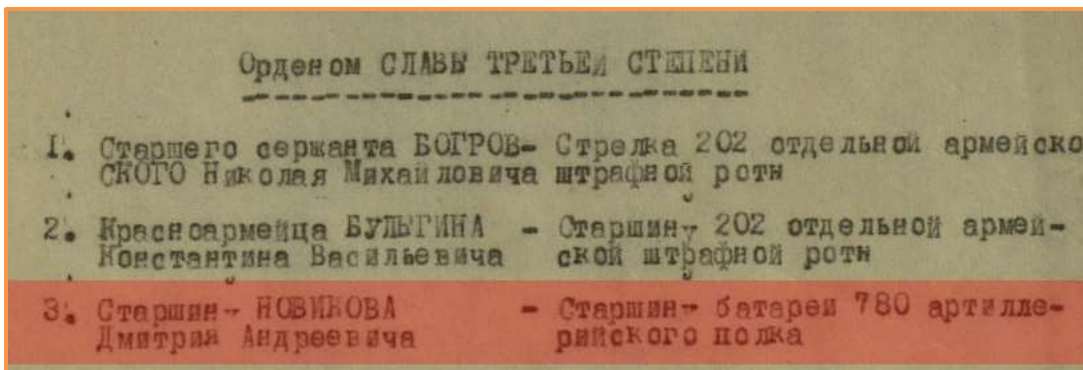 Орденом СЛАВЫ ТРЕТЬЕЙ СТЕПЕНИ
1. Старшего сержанта БОГРОВ- Стрелка 202 отдельной армейско
СКОГО Николая Михайловича штрафной роты
2. Красноармейца БУЛЫГИНА - Старшины 202 отдельной армей-
Константина Васильевича ской штрафной роты
3. Старшины НОВИКОВА - Старшины батареи 780 артилле-
Дмитрия Андреевича рийского полка